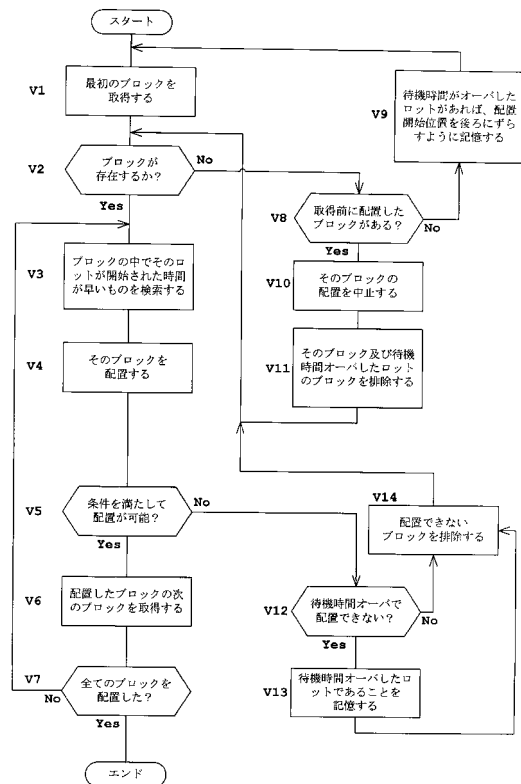 スタート
V1
最初のブロックを
取得する
V9
待機時間がオーバした
ロットがあれば、配置
開始位置を後ろにずら
すように記憶する
V2
ブロックが
存在するか？
No
Yes
V8
取得前に配置した
ブロックがある？
No
Yes
V3
ブロックの中でそのロ
ットが開始された時間
が早いものを検索する
V10
そのブロックの
配置を中止する
V4
そのブロックを
配置する
V11
そのブロック及び待機
時間オーバしたロット
のブロックを排除する
V5
条件を満たして
配置が可能？
No
Yes
V14
配置できない
ブロックを排除する
V6
配置したブロックの次
のブロックを取得する
V12
待機時間オーバで
配置できない？
No
Yes
V7
全てのブロックを
配置した？
No
Yes
V13
待機時間オーバしたロ
ットであることを
記憶する
エンド